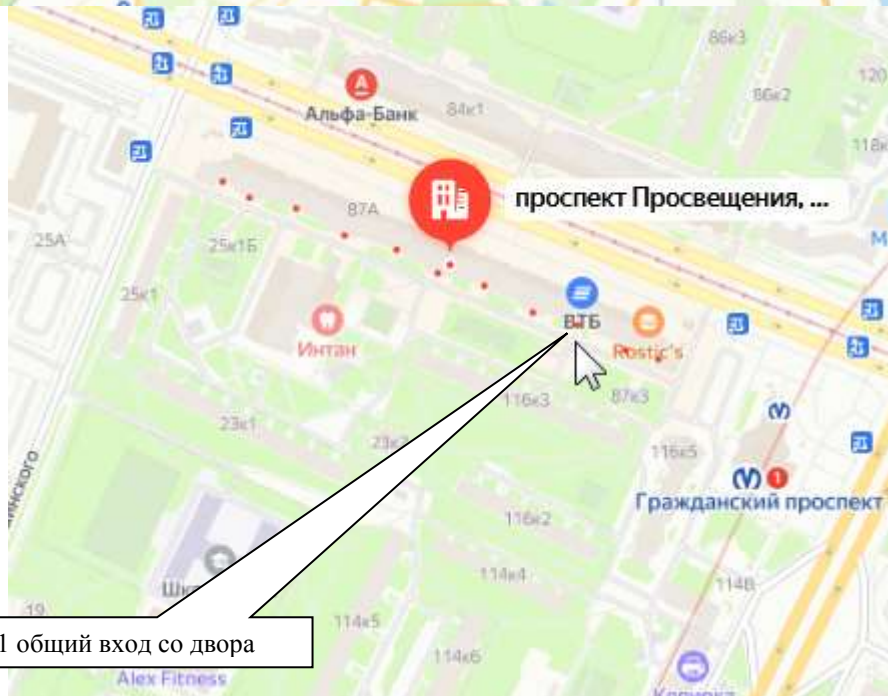 86к3
120
Альфа-Банк
84к1
86к2
118к
проспект Просвещения, ...
87А
25А
25к1Б
М
25к1
ВТБ
Интан
Rostic's
116к3
87к3
23к1
116к5
1
Гражданский проспект
116к2
114к4
114В
19
1 общий вход со двора
114к5
114к6
Alex Fitness